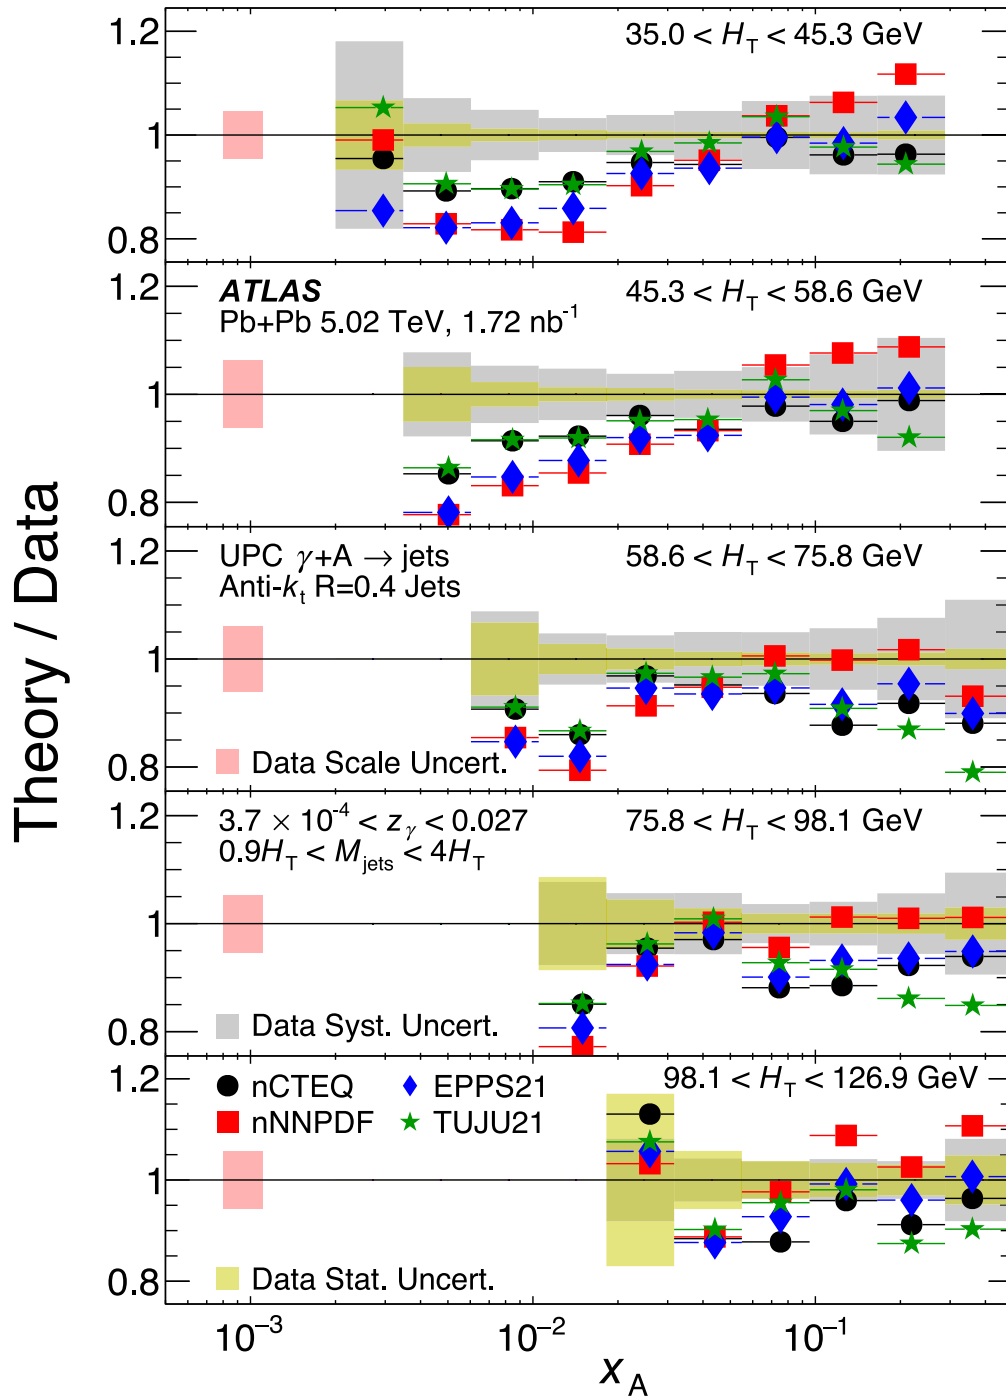 Theory / Data
35.0 < H_T < 45.3 GeV
1.2
1
0.8
ATLAS
Pb+Pb 5.02 TeV, 1.72 nb⁻¹
45.3 < H_T < 58.6 GeV
1.2
1
0.8
UPC γ+A → jets
Anti-k_t R=0.4 Jets
58.6 < H_T < 75.8 GeV
1.2
1
0.8
Data Scale Uncert.
3.7 × 10⁻⁴ < z_γ < 0.027
0.9H_T < M_jets < 4H_T
75.8 < H_T < 98.1 GeV
1.2
1
0.8
Data Syst. Uncert.
nCTEQ EPPS21
nNNPDF TUJU21
98.1 < H_T < 126.9 GeV
1.2
1
0.8
Data Stat. Uncert.
10⁻³ 10⁻² 10⁻¹
x_A